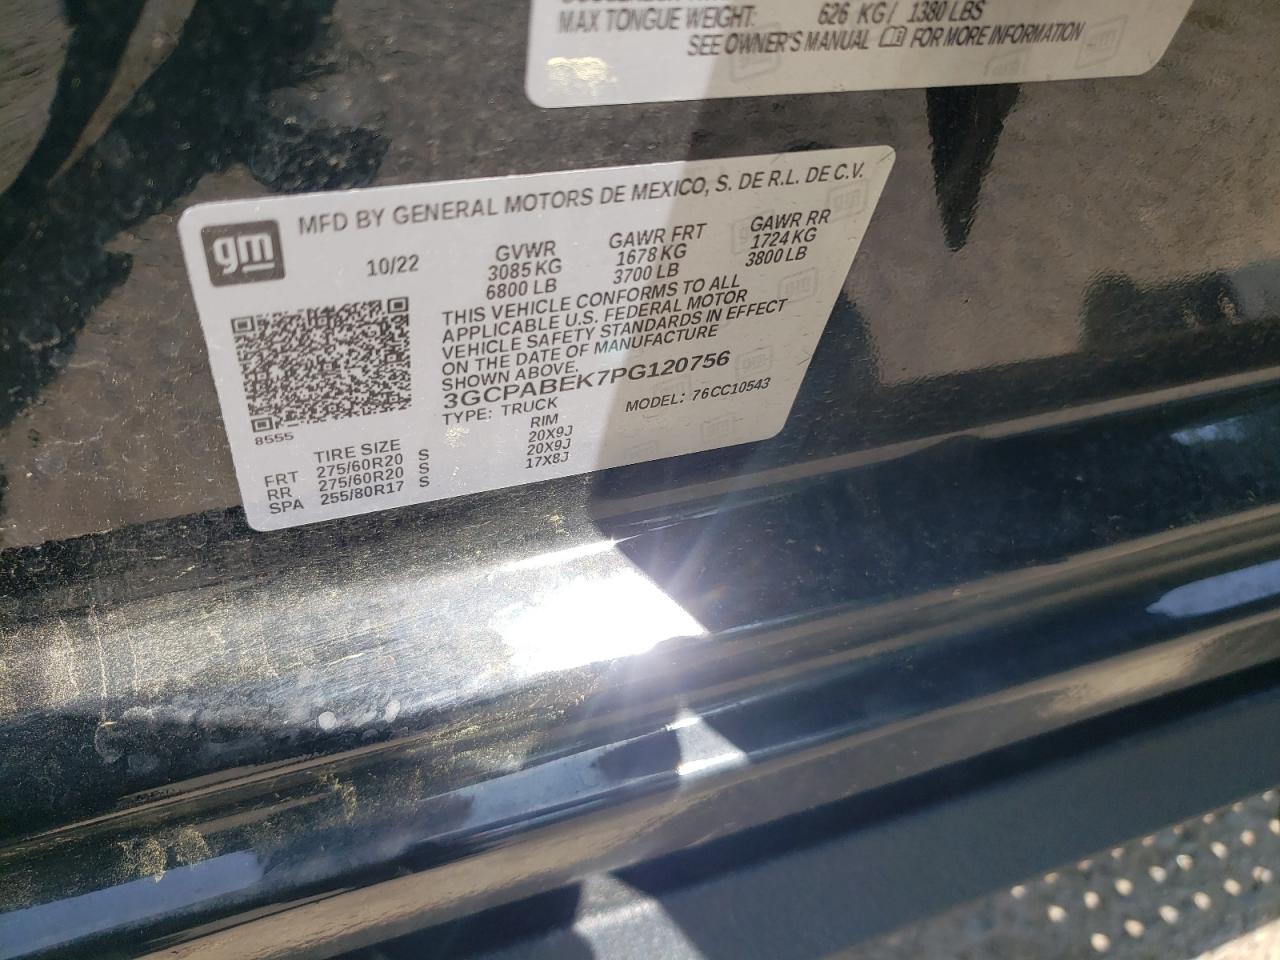 MAX TONGUE WEIGHT: 626 KG/ 1380 LBS
SEE OWNER'S MANUAL FOR MORE INFORMATION
gm
MFD BY GENERAL MOTORS DE MEXICO, S. DE R.L. DE C.V.
10/22
GVWR
3085 KG
6800 LB
GAWR FRT
1678 KG
3700 LB
GAWR RR
1724 KG
3800 LB
THIS VEHICLE CONFORMS TO ALL
APPLICABLE U.S. FEDERAL MOTOR
VEHICLE SAFETY STANDARDS IN EFFECT
ON THE DATE OF MANUFACTURE
SHOWN ABOVE.
3GCPABEK7PG120756
TYPE: TRUCK
MODEL: 76CC10543
8555
TIRE SIZE RIM
FRT 275/60R20 S 20X9J
RR 275/60R20 S 20X9J
SPA 255/80R17 S 17X8J